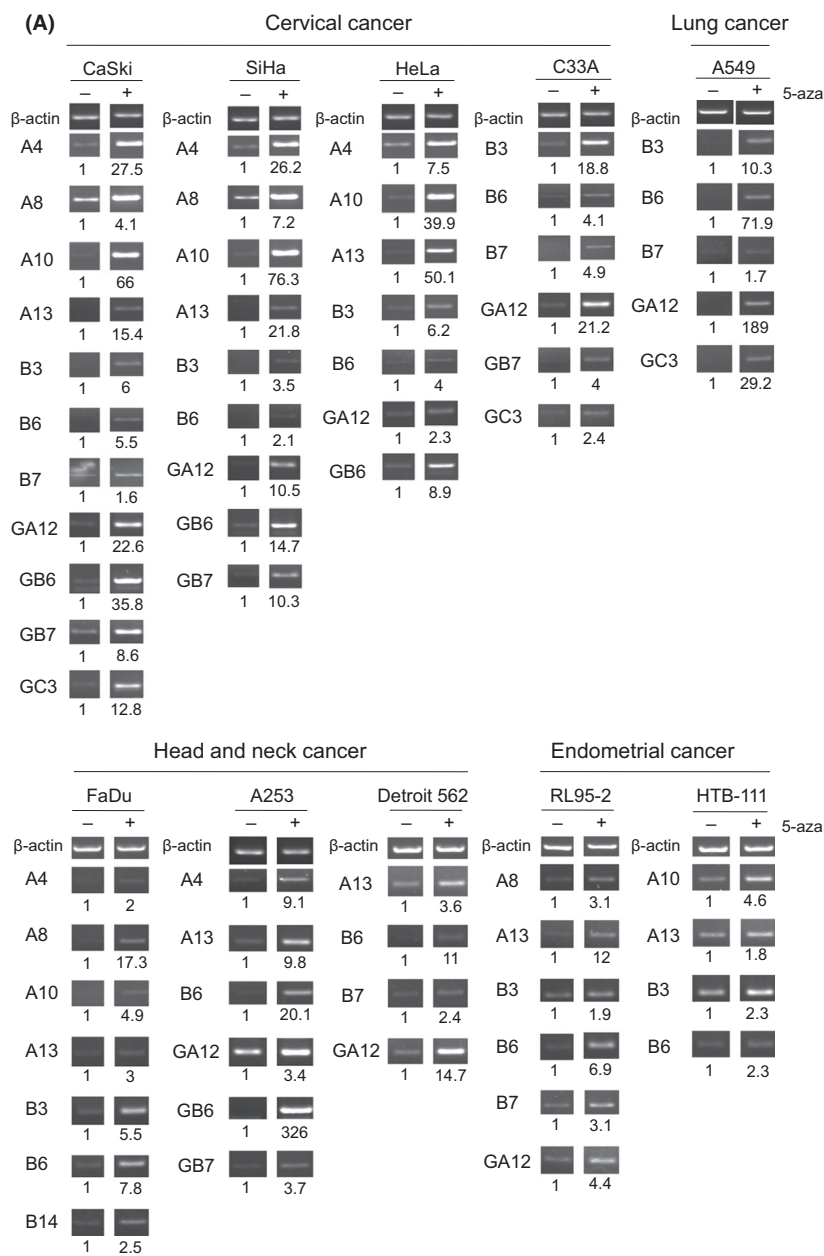 (A)
Cervical cancer
Lung cancer
CaSki
SiHa
HeLa
C33A
A549
– +
– +
– +
– +
– +
5-aza
β-actin
A4
1 27.5
A8
1 4.1
A10
1 66
A13
1 15.4
B3
1 6
B6
1 5.5
B7
1 1.6
GA12
1 22.6
GB6
1 35.8
GB7
1 8.6
GC3
1 12.8
β-actin
A4
1 26.2
A8
1 7.2
A10
1 76.3
A13
1 21.8
B3
1 3.5
B6
1 2.1
GA12
1 10.5
GB6
1 14.7
GB7
1 10.3
β-actin
A4
1 7.5
A10
1 39.9
A13
1 50.1
B3
1 6.2
B6
1 4
GA12
1 2.3
GB6
1 8.9
β-actin
B3
1 18.8
B6
1 4.1
B7
1 4.9
GA12
1 21.2
GB7
1 4
GC3
1 2.4
β-actin
B3
1 10.3
B6
1 71.9
B7
1 1.7
GA12
1 189
GC3
1 29.2
Head and neck cancer
Endometrial cancer
FaDu
A253
Detroit 562
RL95-2
HTB-111
– +
– +
– +
– +
– +
5-aza
β-actin
A4
1 2
A8
1 17.3
A10
1 4.9
A13
1 3
B3
1 5.5
B6
1 7.8
B14
1 2.5
β-actin
A4
1 9.1
A13
1 9.8
B6
1 20.1
GA12
1 3.4
GB6
1 326
GB7
1 3.7
β-actin
A13
1 3.6
B6
1 11
B7
1 2.4
GA12
1 14.7
β-actin
A8
1 3.1
A13
1 12
B3
1 1.9
B6
1 6.9
B7
1 3.1
GA12
1 4.4
β-actin
A10
1 4.6
A13
1 1.8
B3
1 2.3
B6
1 2.3